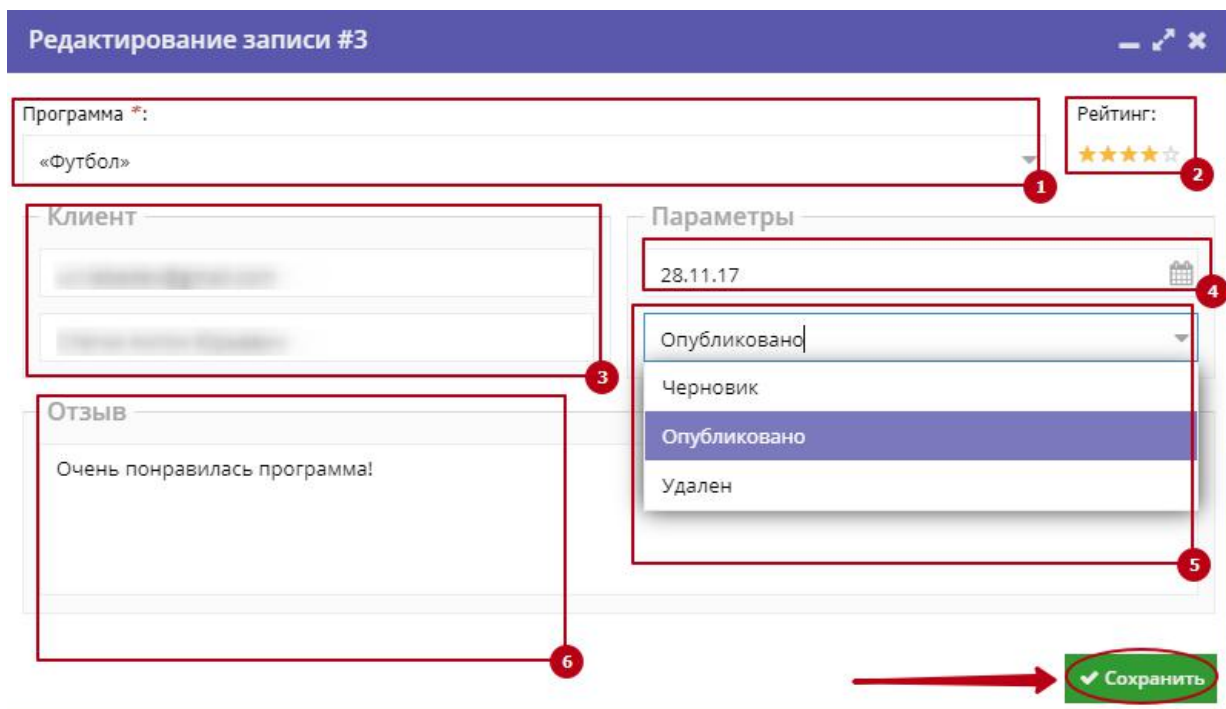 Редактирование записи #3
Программа *:
Рейтинг:
«Футбол»
1
2
Клиент
Параметры
28.11.17
4
Опубликовано
3
Черновик
Отзыв
Опубликовано
Очень понравилась программа!
Удален
5
6
Сохранить